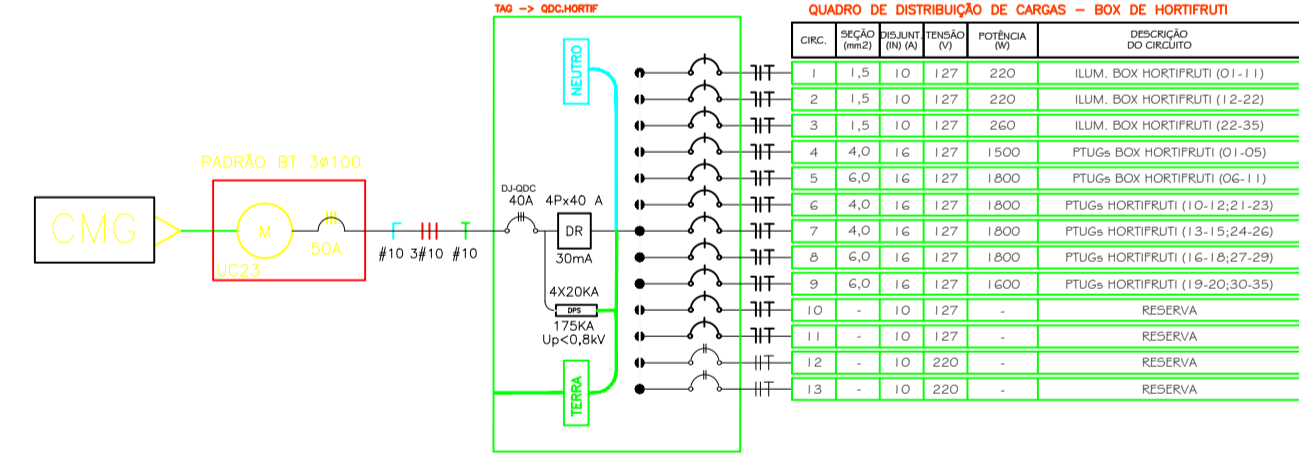 TAG -> QDC.HORTIF
QUADRO DE DISTRIBUIÇÃO DE CARGAS – BOX DE HORTIFRUTI
CIRC. SEÇÃO (mm2) DISJUNT. (IN) (A) TENSÃO (V) POTÊNCIA (W) DESCRIÇÃO DO CIRCUITO
1 1,5 10 127 220 ILUM. BOX HORTIFRUTI (01-11)
2 1,5 10 127 220 ILUM. BOX HORTIFRUTI (12-22)
3 1,5 10 127 260 ILUM. BOX HORTIFRUTI (22-35)
4 4,0 16 127 1500 PTUGs BOX HORTIFRUTI (01-05)
5 6,0 16 127 1800 PTUGs BOX HORTIFRUTI (06-11)
6 4,0 16 127 1800 PTUGs HORTIFRUTI (10-12;21-23)
7 4,0 16 127 1800 PTUGs HORTIFRUTI (13-15;24-26)
8 6,0 16 127 1800 PTUGs HORTIFRUTI (16-18;27-29)
9 6,0 16 127 1600 PTUGs HORTIFRUTI (19-20;30-35)
10 - 10 127 - RESERVA
11 - 10 127 - RESERVA
12 - 10 220 - RESERVA
13 - 10 220 - RESERVA
NEUTRO
PADRÃO BT 3ø100
CMG
M
50A
UC23
#10 3#10 #10
DJ-QDC
40A
4Px40 A
DR
30mA
4X20KA
DPS
175KA
Up<0,8kV
TERRA